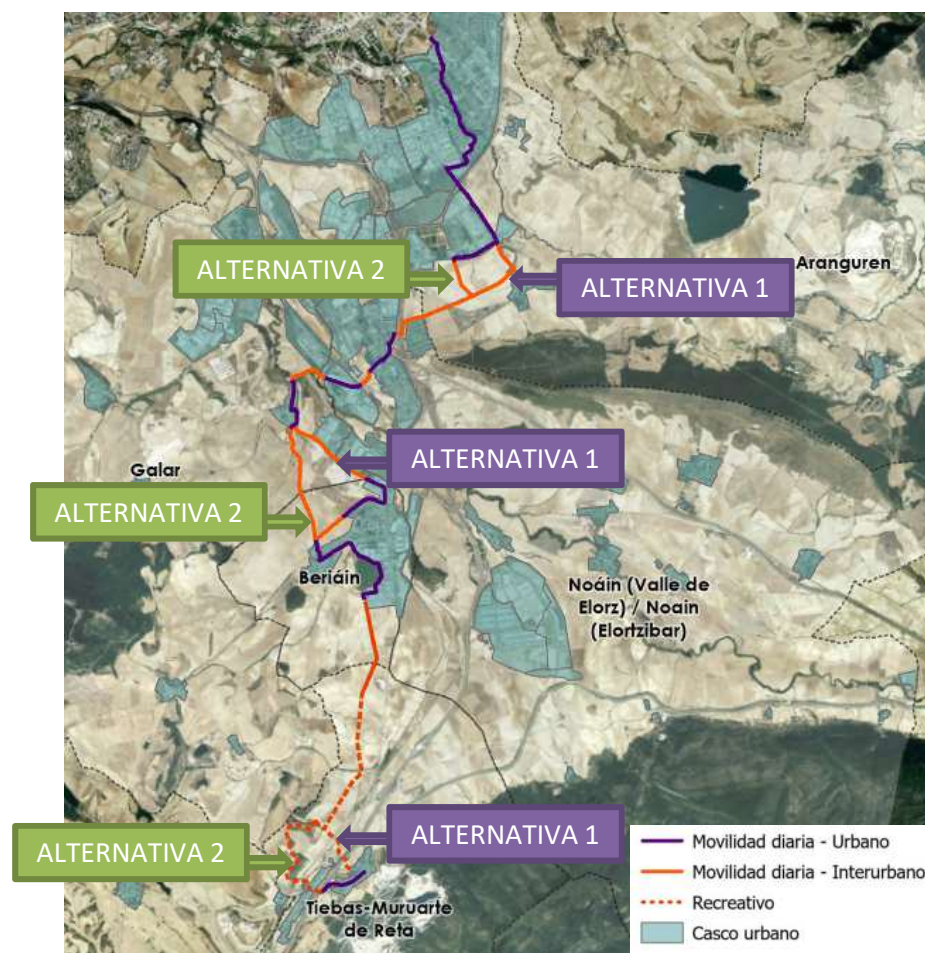 ALTERNATIVA 2
Aranguren
ALTERNATIVA 1
ALTERNATIVA 1
Galar
ALTERNATIVA 2
Beriáin
Noáin (Valle de
Elorz) / Noain
(Elortzibar)
ALTERNATIVA 1
ALTERNATIVA 2
Tiebas-Muruarte
de Reta
Movilidad diaria - Urbano
Movilidad diaria - Interurbano
Recreativo
Casco urbano